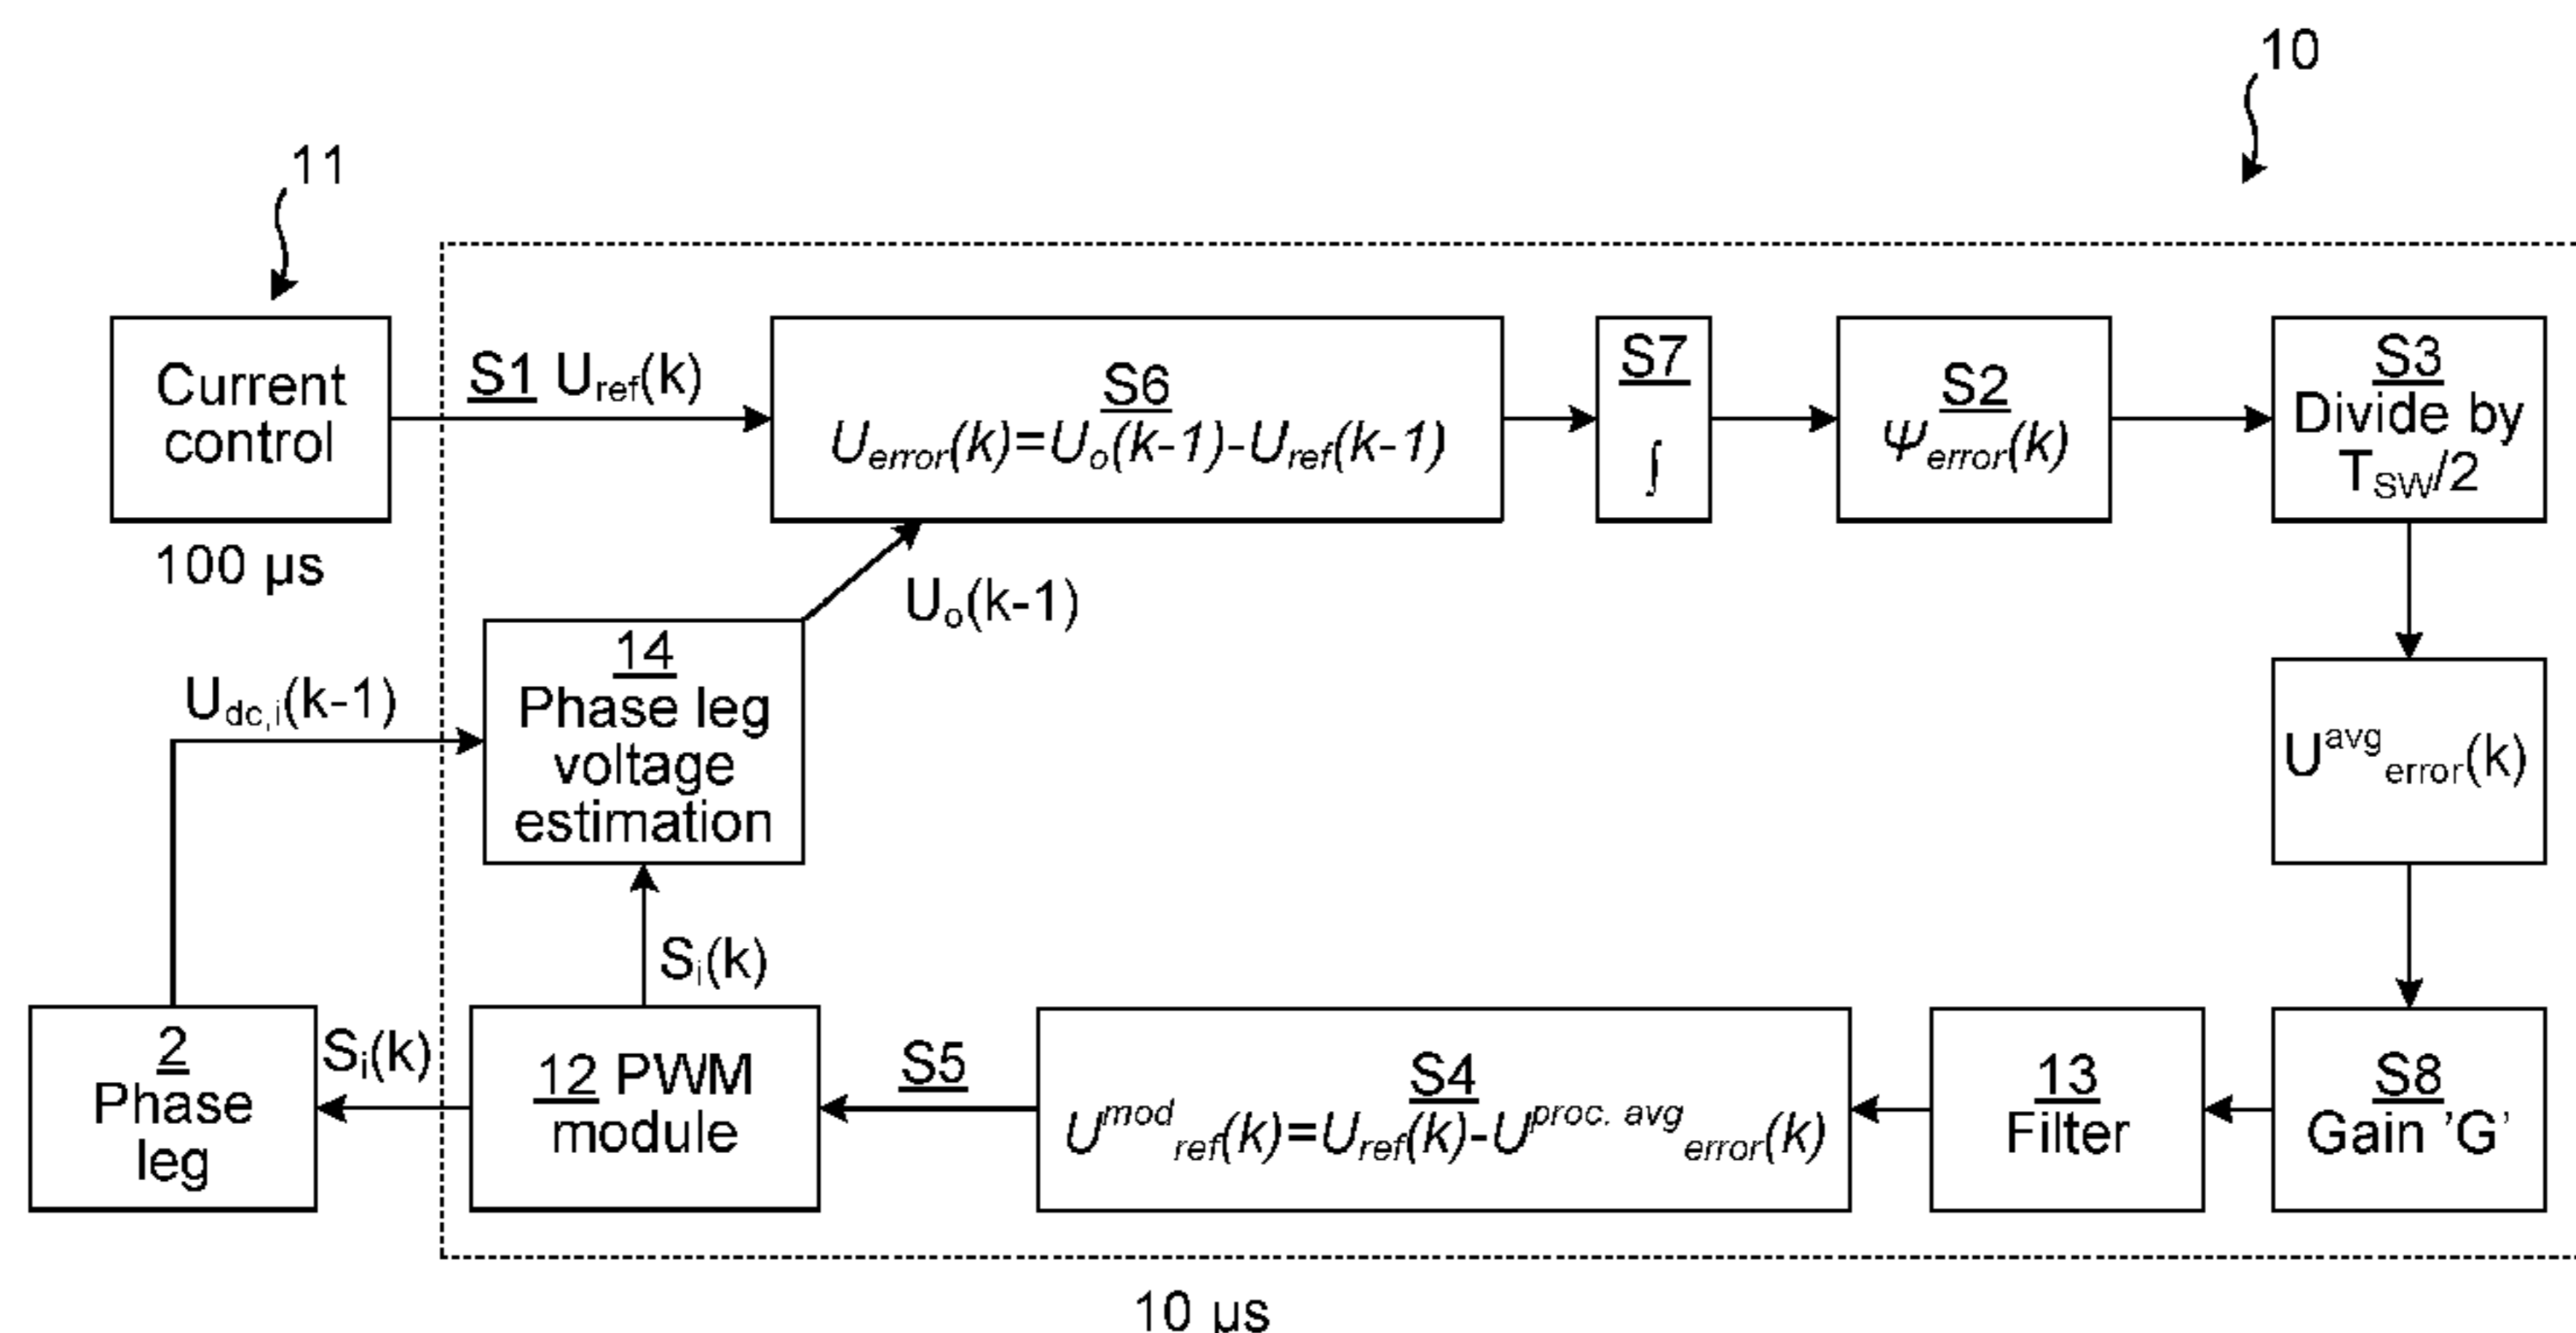 10
11
Current
control
100 µs
S1 Uref(k)
S6
Uerror(k)=Uo(k-1)-Uref(k-1)
S7
∫
S2
Ψerror(k)
S3
Divide by
TSW/2
Uo(k-1)
14
Phase leg
voltage
estimation
Udc,i(k-1)
Uavgerror(k)
Si(k)
2
Phase
leg
Si(k)
12 PWM
module
S5
S4
Umodref(k)=Uref(k)-Uproc. avgerror(k)
13
Filter
S8
Gain 'G'
10 µs